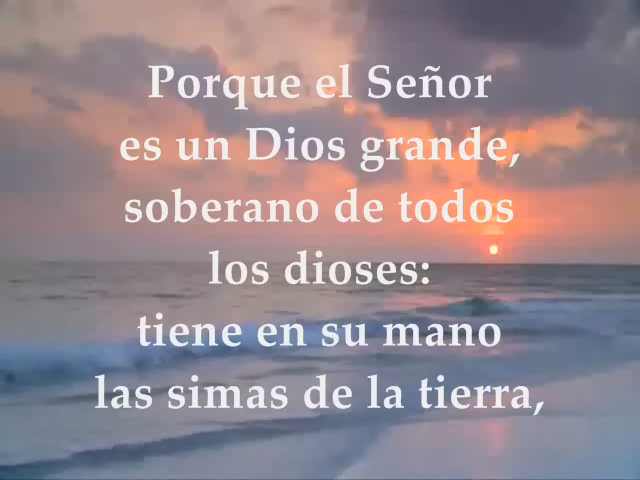 Porque el Señor
es un Dios grande,
soberano de todos
los dioses:
tiene en su mano
las simas de la tierra,